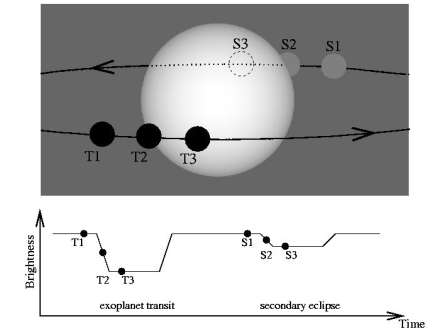 S3 S2 S1
T1 T2 T3
Brightness
T1 T2 T3
S1 S2 S3
exoplanet transit secondary eclipse
Time